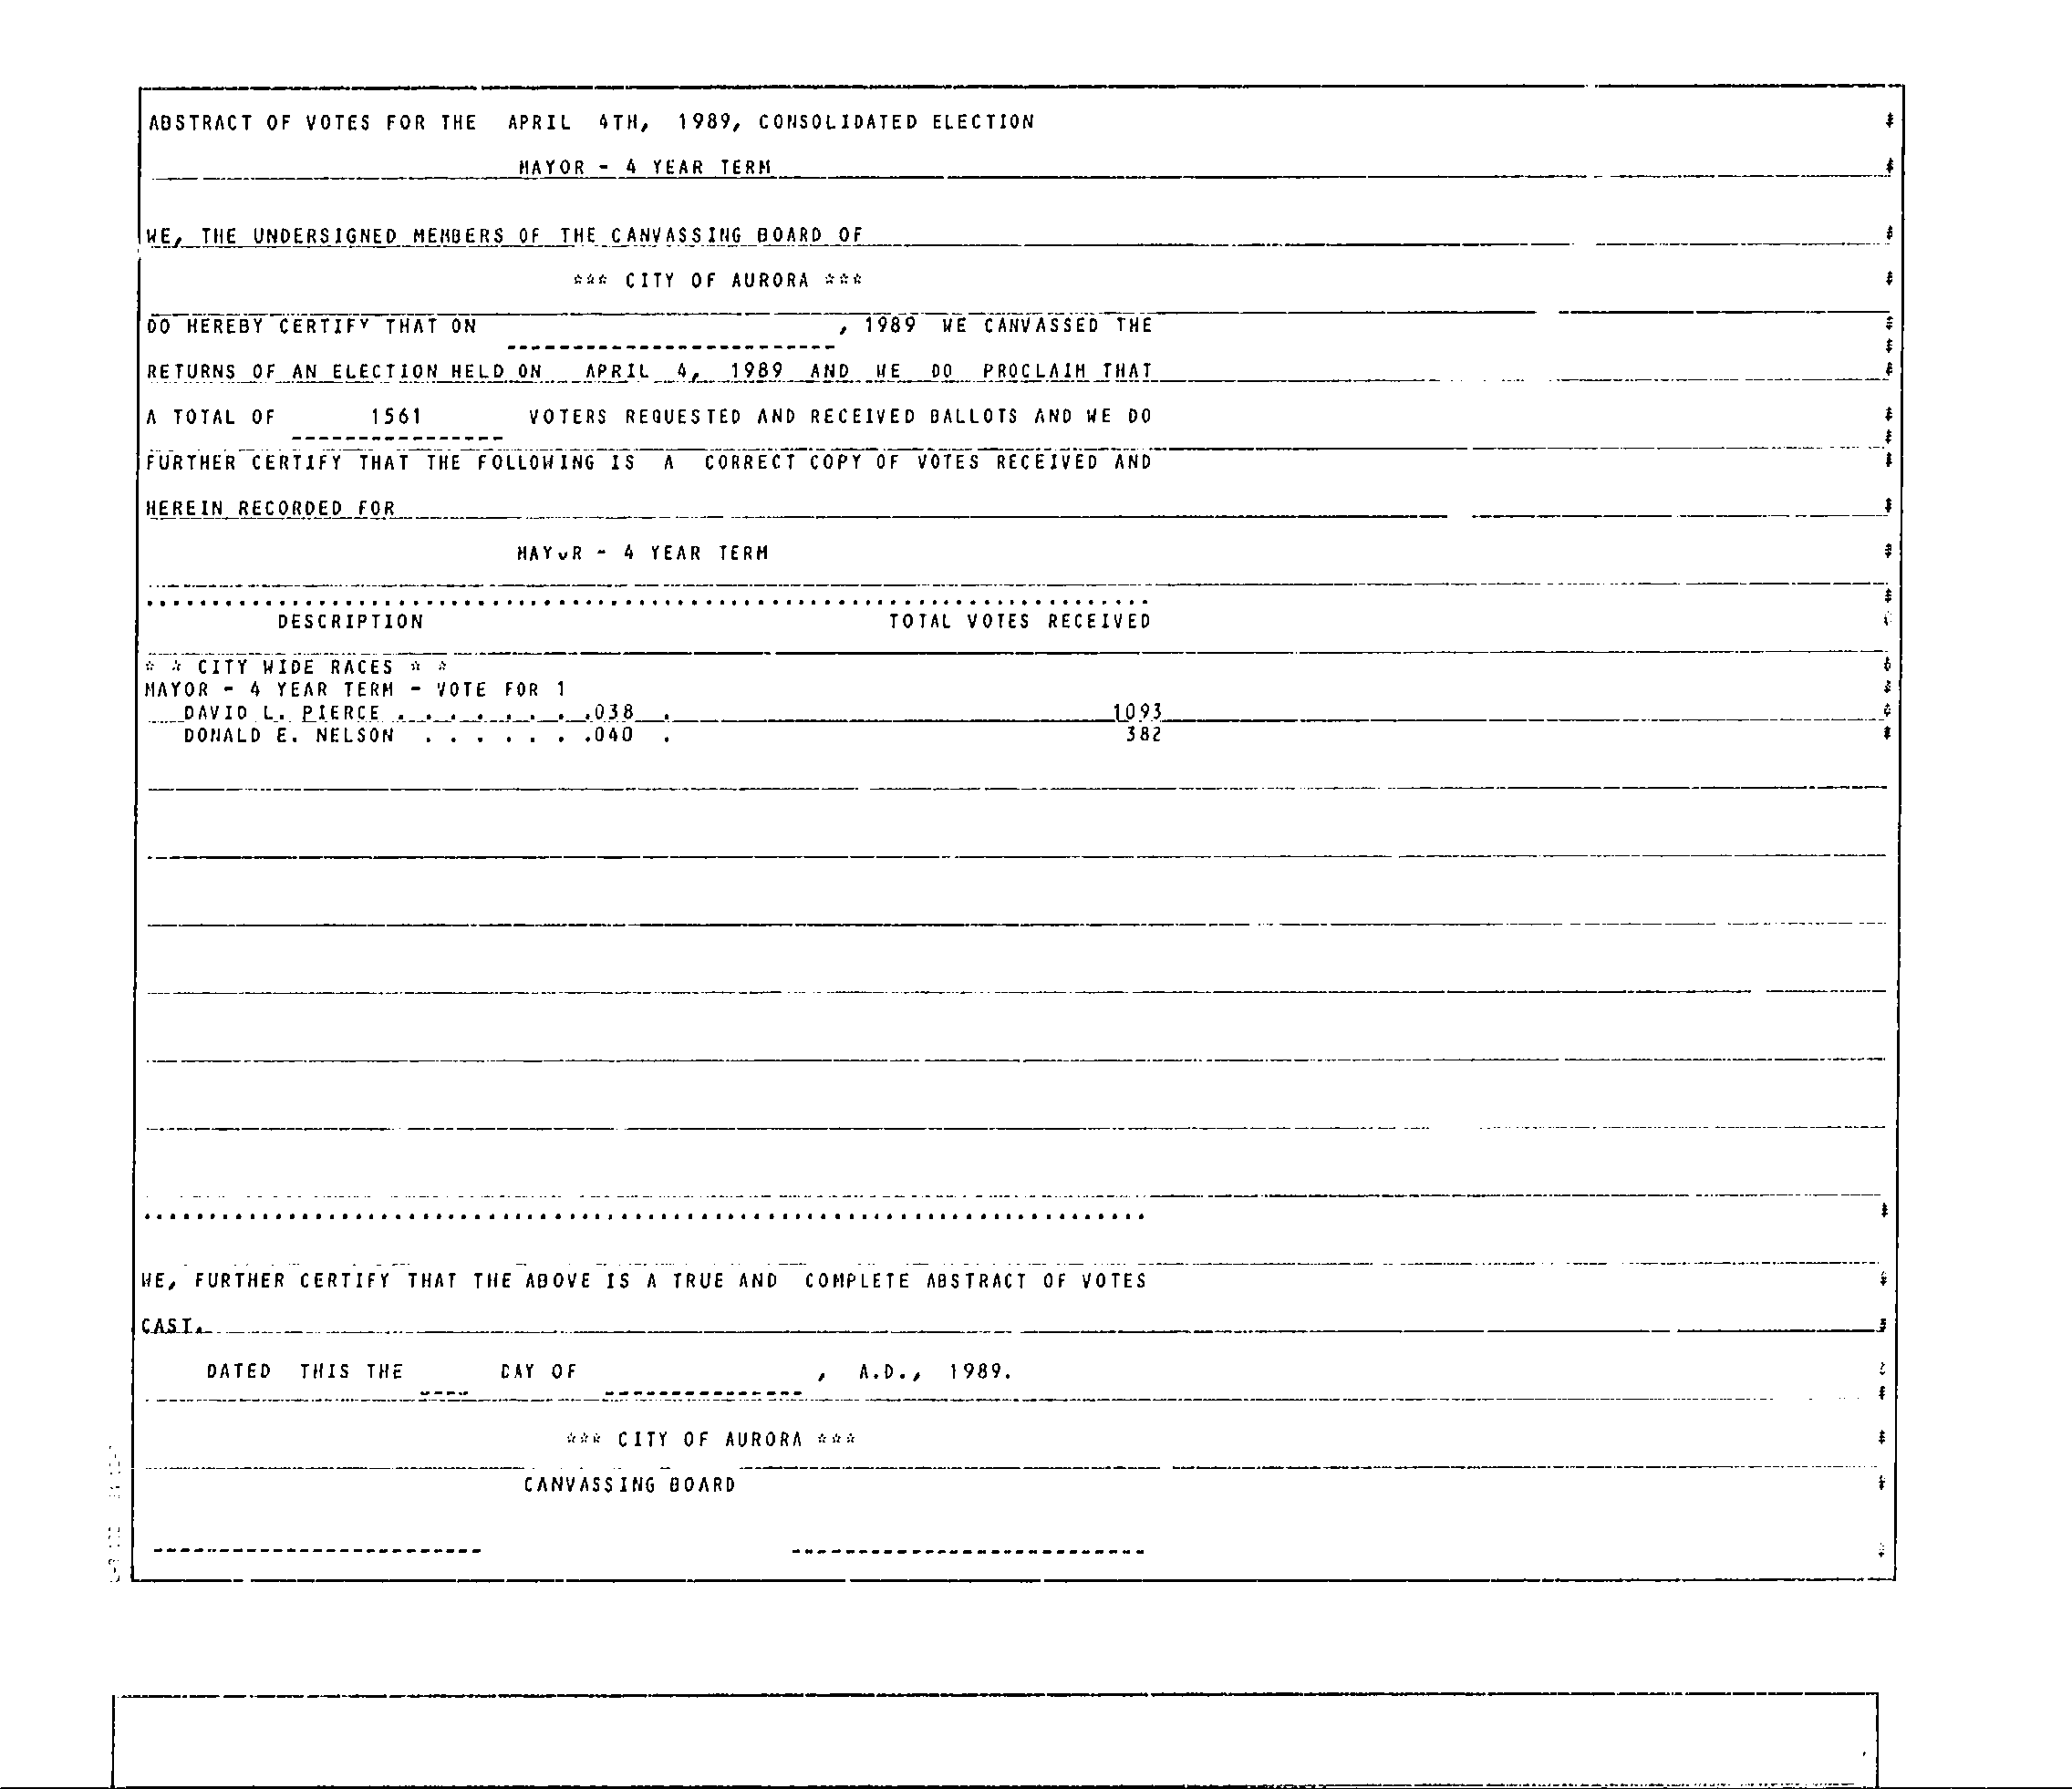 ABSTRACT OF VOTES FOR THE APRIL 4TH, 1989, CONSOLIDATED ELECTION
MAYOR - 4 YEAR TERM
WE, THE UNDERSIGNED MEMBERS OF THE CANVASSING BOARD OF
*** CITY OF AURORA ***
DO HEREBY CERTIFY THAT ON , 1989 WE CANVASSED THE
RETURNS OF AN ELECTION HELD ON APRIL 4, 1989 AND WE DO PROCLAIM THAT
A TOTAL OF 1561 VOTERS REQUESTED AND RECEIVED BALLOTS AND WE DO
FURTHER CERTIFY THAT THE FOLLOWING IS A CORRECT COPY OF VOTES RECEIVED AND
HEREIN RECORDED FOR
MAYOR - 4 YEAR TERM
DESCRIPTION TOTAL VOTES RECEIVED
* * CITY WIDE RACES * *
MAYOR - 4 YEAR TERM - VOTE FOR 1
DAVID L. PIERCE . . . . . . . .038 . 1093
DONALD E. NELSON . . . . . . .040 . 382
WE, FURTHER CERTIFY THAT THE ABOVE IS A TRUE AND COMPLETE ABSTRACT OF VOTES
CAST.
DATED THIS THE DAY OF , A.D., 1989.
*** CITY OF AURORA ***
CANVASSING BOARD